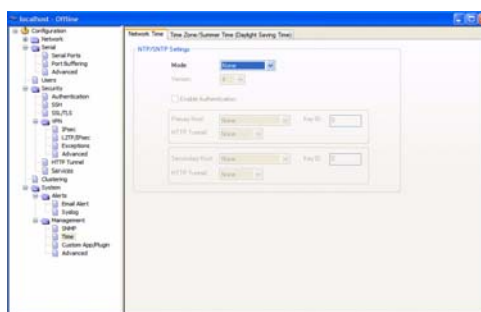 localhost - Offline
Configuration
Network
Serial
Serial Ports
Port Buffering
Advanced
Users
Security
Authentication
SSH
SSL/TLS
VPN
IPsec
L2TP/IPsec
Exceptions
Advanced
HTTP Tunnel
Services
Clustering
System
Alerts
Email Alert
Syslog
Management
SNMP
Time
Custom App/Plugin
Advanced
Network Time
Time Zone/Summer Time (Daylight Saving Time)
NTP/SNTP Settings
Mode: None
Version: 4
Enable Authentication
Primary Host: None Key ID: 0
HTTP Tunnel: None
Secondary Host: None Key ID: 0
HTTP Tunnel: None